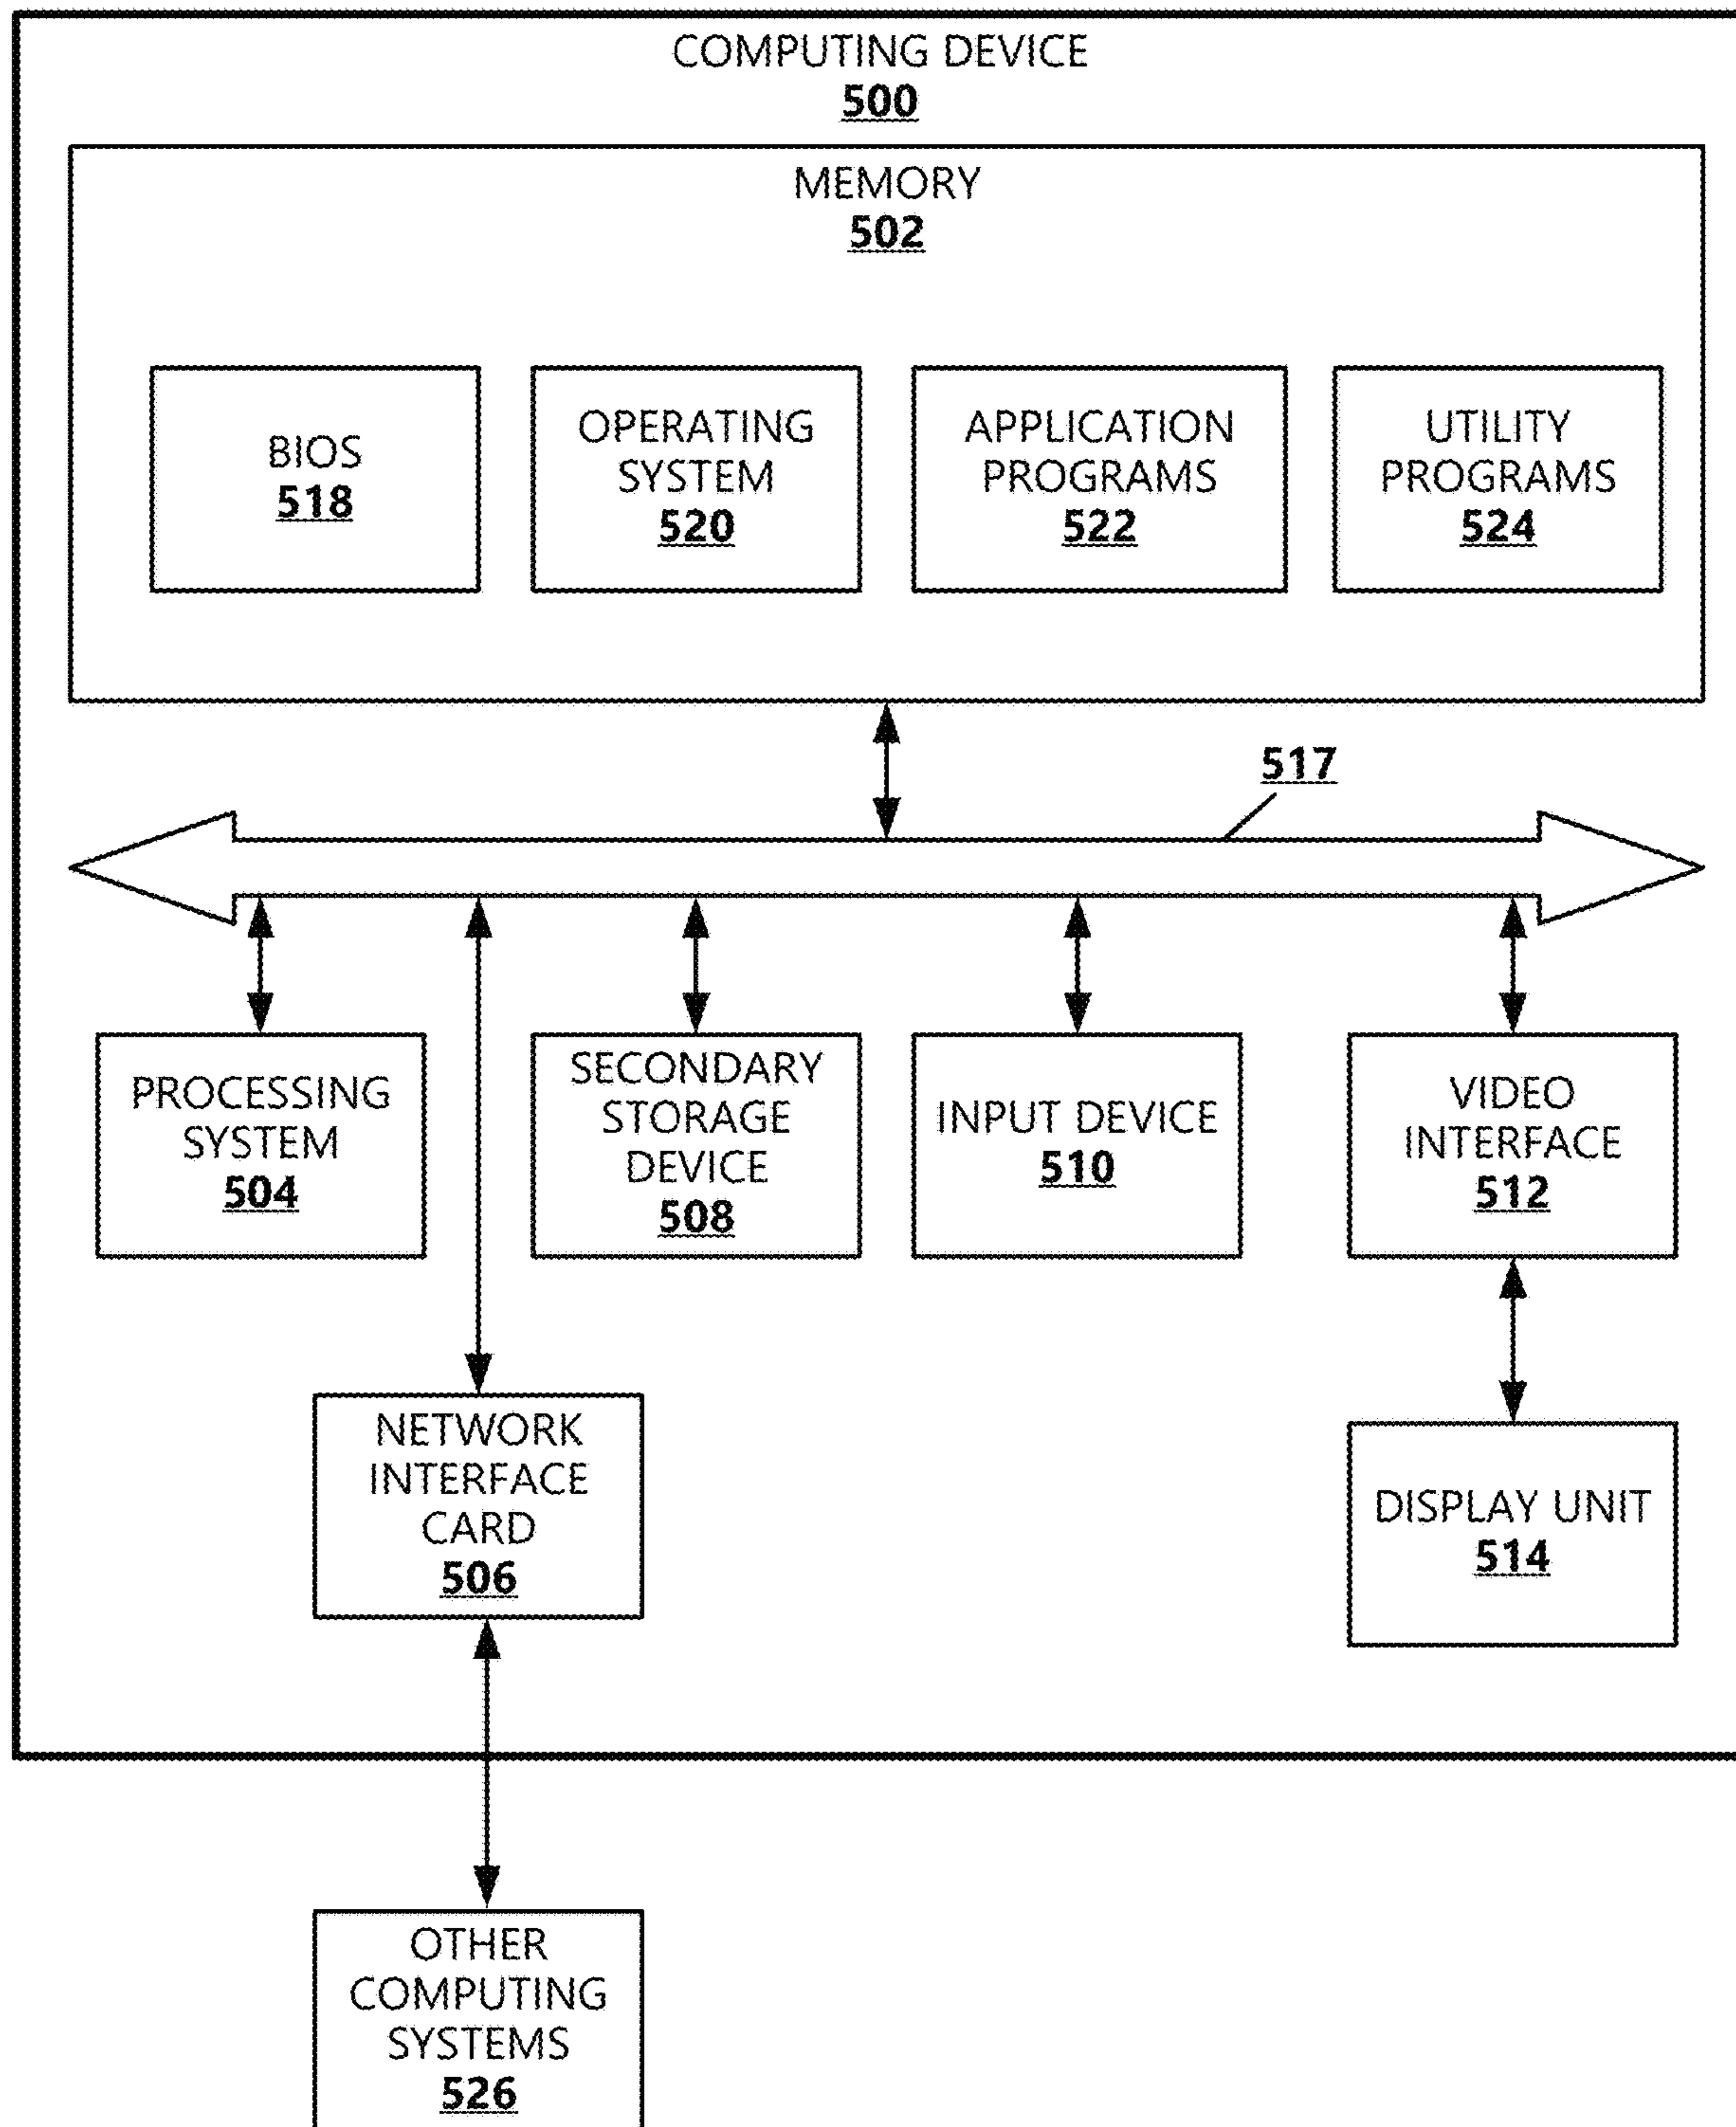 COMPUTING DEVICE
500
MEMORY
502
BIOS
518
OPERATING
SYSTEM
520
APPLICATION
PROGRAMS
522
UTILITY
PROGRAMS
524
517
PROCESSING
SYSTEM
504
SECONDARY
STORAGE
DEVICE
508
INPUT DEVICE
510
VIDEO
INTERFACE
512
NETWORK
INTERFACE
CARD
506
DISPLAY UNIT
514
OTHER
COMPUTING
SYSTEMS
526